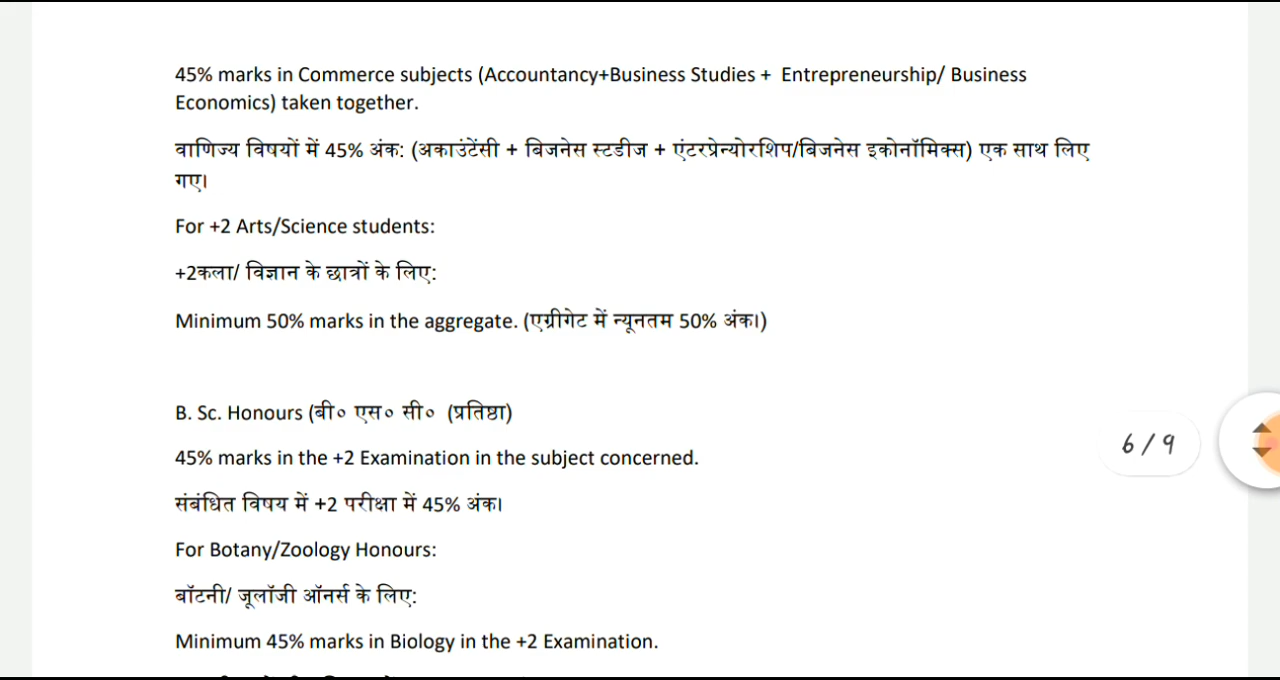 45% marks in Commerce subjects (Accountancy+Business Studies + Entrepreneurship/ Business
Economics) taken together.
वाणिज्य विषयों में 45% अंक: (अकाउंटेंसी + बिजनेस स्टडीज + एंटरप्रेन्योरशिप/बिजनेस इकोनॉमिक्स) एक साथ लिए
गए।
For +2 Arts/Science students:
+2कला/ विज्ञान के छात्रों के लिए:
Minimum 50% marks in the aggregate. (एग्रीगेट में न्यूनतम 50% अंक।)
B. Sc. Honours (बी० एस० सी० (प्रतिष्ठा)
45% marks in the +2 Examination in the subject concerned.
6 / 9
संबंधित विषय में +2 परीक्षा में 45% अंक।
For Botany/Zoology Honours:
बॉटनी/ जूलॉजी ऑनर्स के लिए:
Minimum 45% marks in Biology in the +2 Examination.